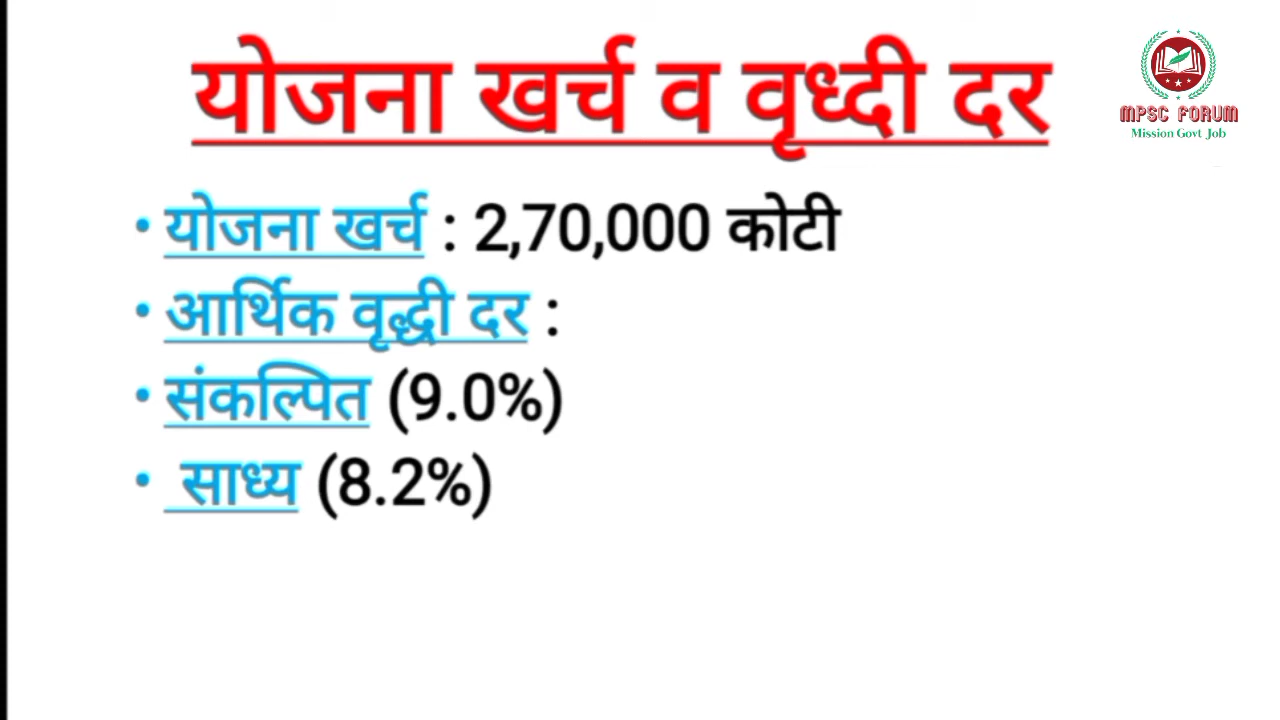 योजना खर्च व वृध्दी दर
MPSC FORUM
Mission Govt Job
• योजना खर्च : 2,70,000 कोटी
• आर्थिक वृद्धी दर :
• संकल्पित (9.0%)
• साध्य (8.2%)